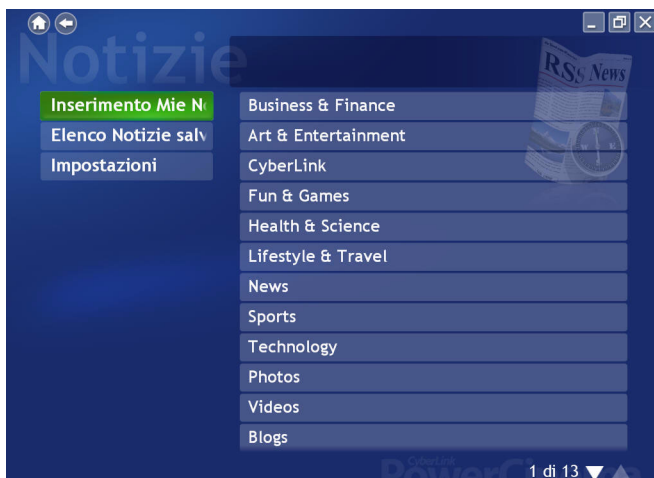 Notizie
RSS News
Inserimento Mie
Elenco Notizie
Impostazioni
Business & Finance
Art & Entertainment
CyberLink
Fun & Games
Health & Science
Lifestyle & Travel
News
Sports
Technology
Photos
Videos
Blogs
CyberLink
1 di 13